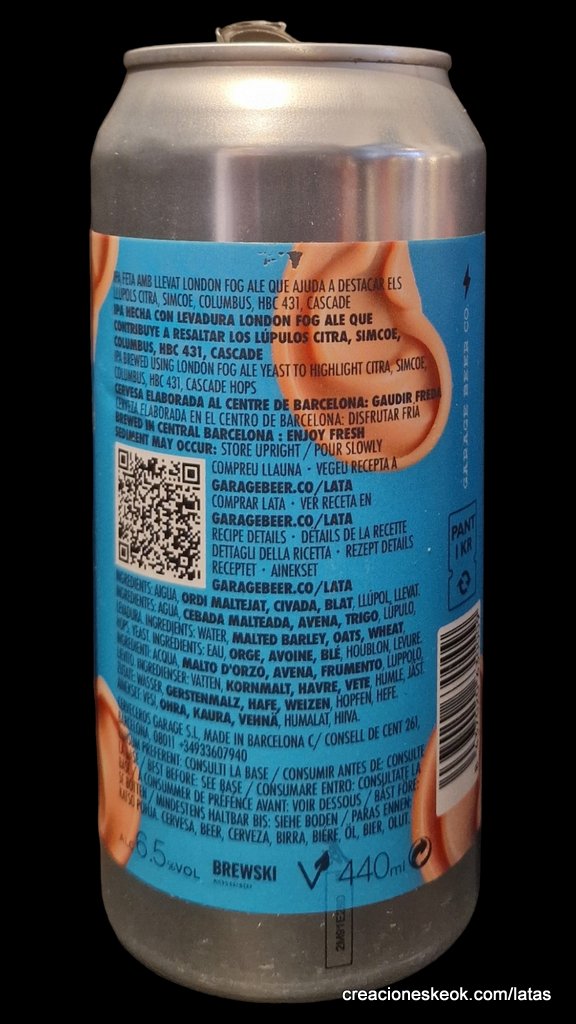 IPA FETA AMB LLEVAT LONDON FOG ALE QUE AJUDA A DESTACAR ELS
LLÚPOLS CITRA, SIMCOE, COLUMBUS, HBC 431, CASCADE
IPA HECHA CON LEVADURA LONDON FOG ALE QUE
CONTRIBUYE A RESALTAR LOS LÚPULOS CITRA, SIMCOE,
COLUMBUS, HBC 431, CASCADE
IPA BREWED USING LONDON FOG ALE YEAST TO HIGHLIGHT CITRA, SIMCOE,
COLUMBUS, HBC 431, CASCADE HOPS
CERVESA ELABORADA AL CENTRE DE BARCELONA: GAUDIR FREDA
CERVEZA ELABORADA EN EL CENTRO DE BARCELONA: DISFRUTAR FRÍA
BREWED IN CENTRAL BARCELONA : ENJOY FRESH
SEDIMENT MAY OCCUR: STORE UPRIGHT / POUR SLOWLY
COMPREU LLAUNA · VEGEU RECEPTA A
GARAGEBEER.CO/LATA
COMPRAR LATA · VER RECETA EN
GARAGEBEER.CO/LATA
RECIPE DETAILS · DÉTAILS DE LA RECETTE
DETTAGLI DELLA RICETTA · REZEPT DETAILS
RECEPTET · AINEKSET
GARAGEBEER.CO/LATA
INGREDIENTS: AIGUA, ORDI MALTEJAT, CIVADA, BLAT, LLÚPOL, LLEVAT.
INGREDIENTES: AGUA, CEBADA MALTEADA, AVENA, TRIGO, LÚPULO,
LEVADURA. INGREDIENTS: WATER, MALTED BARLEY, OATS, WHEAT,
HOPS, YEAST. INGREDIENTS: EAU, ORGE, AVOINE, BLÉ, HOUBLON, LEVURE.
INGREDIENTI: ACQUA, MALTO D'ORZO, AVENA, FRUMENTO, LUPPOLO,
LIEVITO. INGREDIENSER: VATTEN, KORNMALT, HAVRE, VETE, HUMLE, JÄST.
WASSER, GERSTENMALZ, HAFE, WEIZEN, HOPFEN, HEFE.
VESI, OHRA, KAURA, VEHNÄ, HUMALAT, HIIVA.
CERVECEROS GARAGE S.L, MADE IN BARCELONA C/ CONSELL DE CENT 261,
BARCELONA, 08011 +34933607940
PREFERENT: CONSULTI LA BASE / CONSUMIR ANTES DE: CONSULTE
/ BEST BEFORE: SEE BASE / CONSUMARE ENTRO: CONSULTATE LA
CONSUMMER DE PRÉFENCE AVANT: VOIR DESSOUS / BÄST FÖRE:
SE BOTTEN / MINDESTENS HALTBAR BIS: SIEHE BODEN / PARAS ENNEN:
KATSO POHJA. CERVESA, BEER, CERVEZA, BIRRA, BIÈRE, ÖL, BIER, OLUT.
ALC 6.5%VOL
BREWSKI
440ml
GARAGE BEER CO
PANT
1 KR
creacioneskeok.com/latas